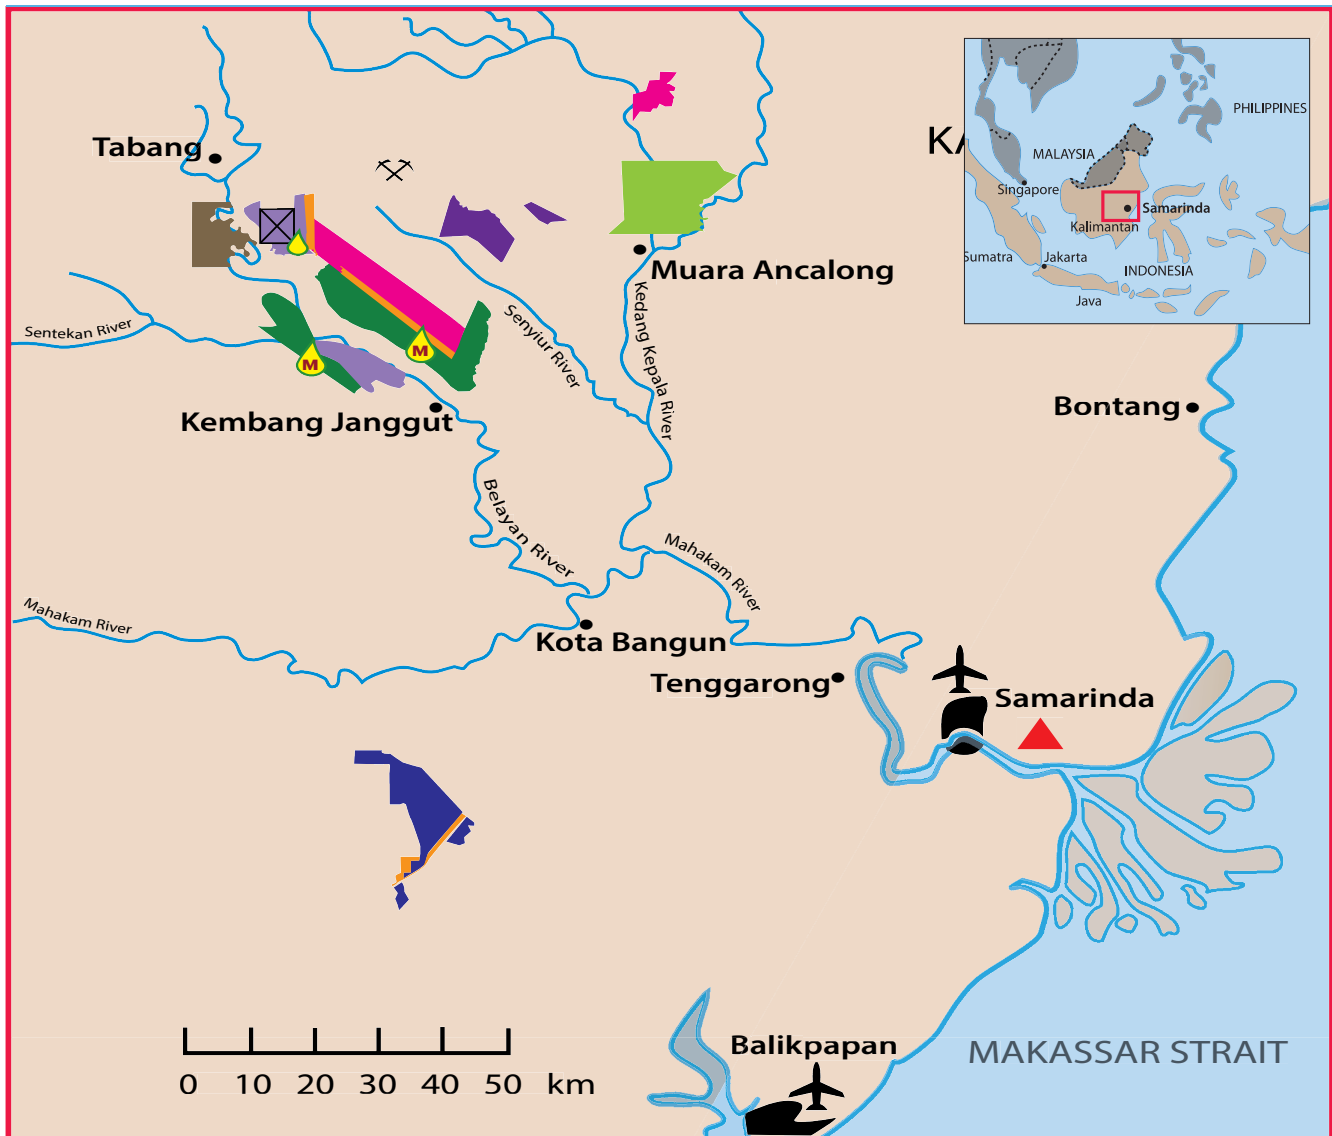 Tabang
KA
PHILIPPINES
MALAYSIA
Singapore
Samarinda
Kalimantan
Sumatra
Jakarta
INDONESIA
Java
Muara Ancalong
Sentekan River
Senyiur River
Kedang Kepala River
M
M
Kembang Janggut
Bontang
Belayan River
Mahakam River
Mahakam River
Kota Bangun
Tenggarong
Samarinda
Balikpapan
MAKASSAR STRAIT
0 10 20 30 40 50 km